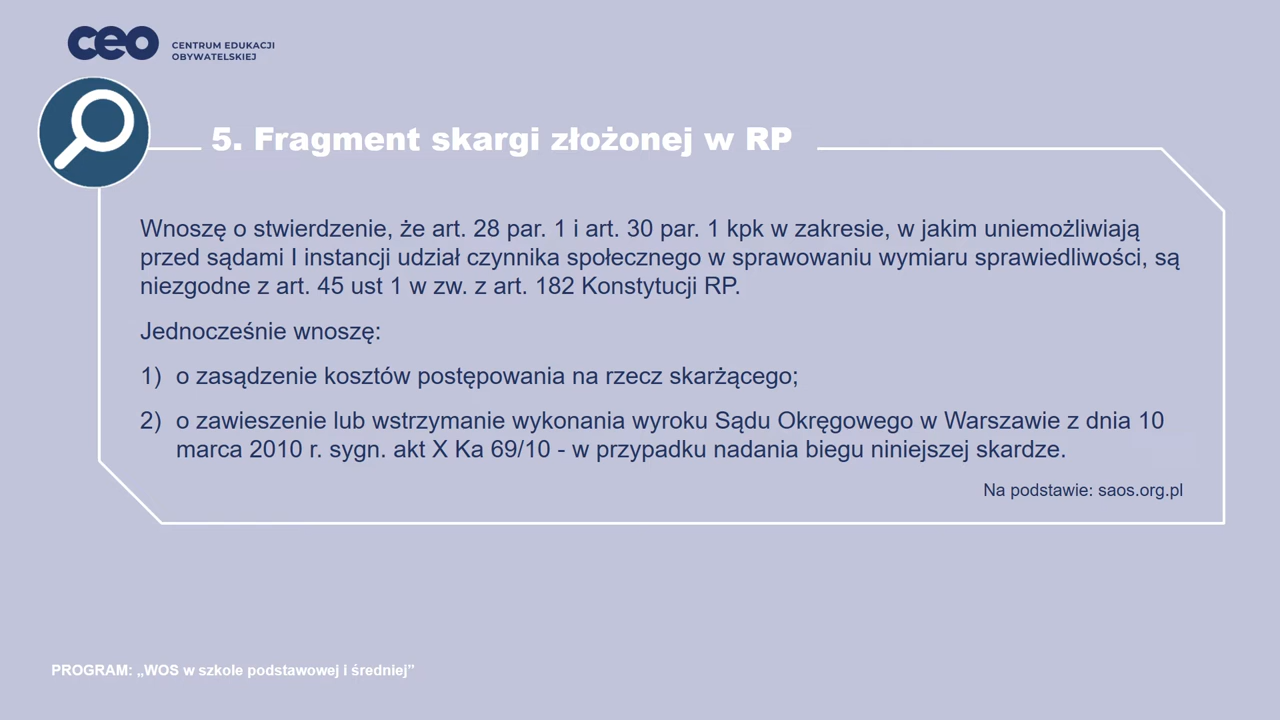 ceo
CENTRUM EDUKACJI
OBYWATELSKIEJ
5. Fragment skargi złożonej w RP
Wnoszę o stwierdzenie, że art. 28 par. 1 i art. 30 par. 1 kpk w zakresie, w jakim uniemożliwiają
przed sądami I instancji udział czynnika społecznego w sprawowaniu wymiaru sprawiedliwości, są
niezgodne z art. 45 ust 1 w zw. z art. 182 Konstytucji RP.
Jednocześnie wnoszę:
1) o zasądzenie kosztów postępowania na rzecz skarżącego;
2) o zawieszenie lub wstrzymanie wykonania wyroku Sądu Okręgowego w Warszawie z dnia 10
marca 2010 r. sygn. akt X Ka 69/10 - w przypadku nadania biegu niniejszej skardze.
Na podstawie: saos.org.pl
PROGRAM: „WOS w szkole podstawowej i średniej”